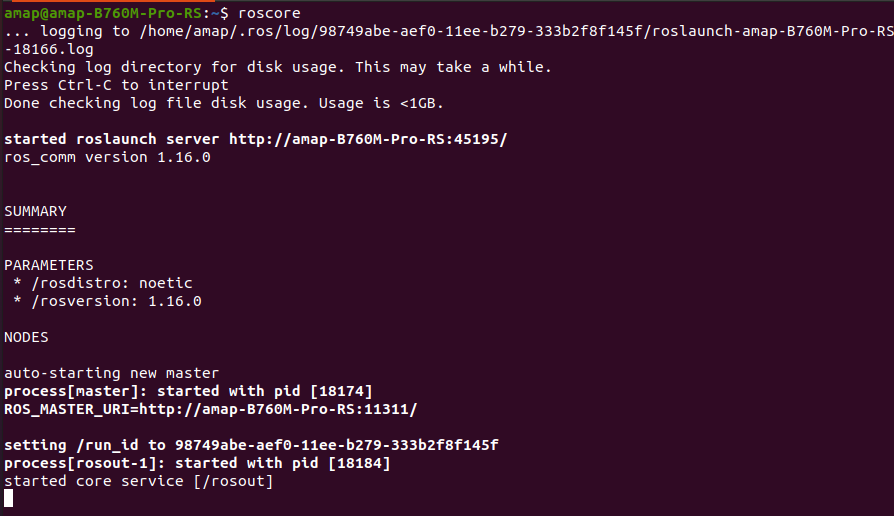 amap@amap-B760M-Pro-RS:~$ roscore
... logging to /home/amap/.ros/log/98749abe-aef0-11ee-b279-333b2f8f145f/roslaunch-amap-B760M-Pro-RS
-18166.log
Checking log directory for disk usage. This may take a while.
Press Ctrl-C to interrupt
Done checking log file disk usage. Usage is <1GB.
started roslaunch server http://amap-B760M-Pro-RS:45195/
ros_comm version 1.16.0
SUMMARY
========
PARAMETERS
 * /rosdistro: noetic
 * /rosversion: 1.16.0
NODES
auto-starting new master
process[master]: started with pid [18174]
ROS_MASTER_URI=http://amap-B760M-Pro-RS:11311/
setting /run_id to 98749abe-aef0-11ee-b279-333b2f8f145f
process[rosout-1]: started with pid [18184]
started core service [/rosout]